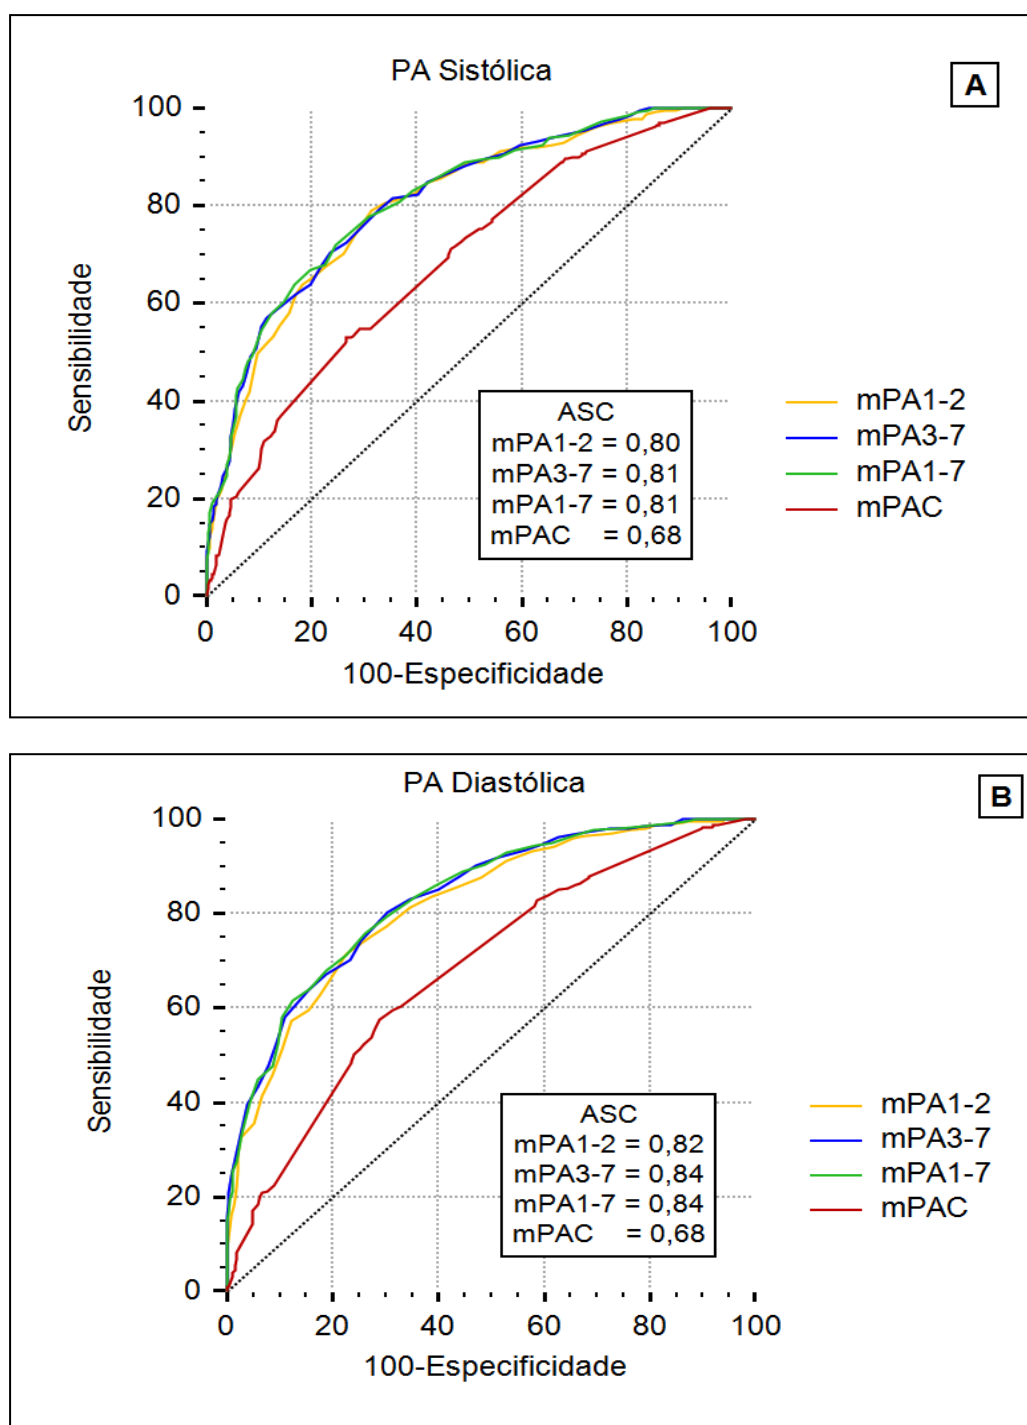 PA Sistólica
A
100
80
60
40
20
0
Sensibilidade
0 20 40 60 80 100
100-Especificidade
ASC
mPA1-2 = 0,80
mPA3-7 = 0,81
mPA1-7 = 0,81
mPAC = 0,68
mPA1-2
mPA3-7
mPA1-7
mPAC
PA Diastólica
B
100
80
60
40
20
0
Sensibilidade
0 20 40 60 80 100
100-Especificidade
ASC
mPA1-2 = 0,82
mPA3-7 = 0,84
mPA1-7 = 0,84
mPAC = 0,68
mPA1-2
mPA3-7
mPA1-7
mPAC